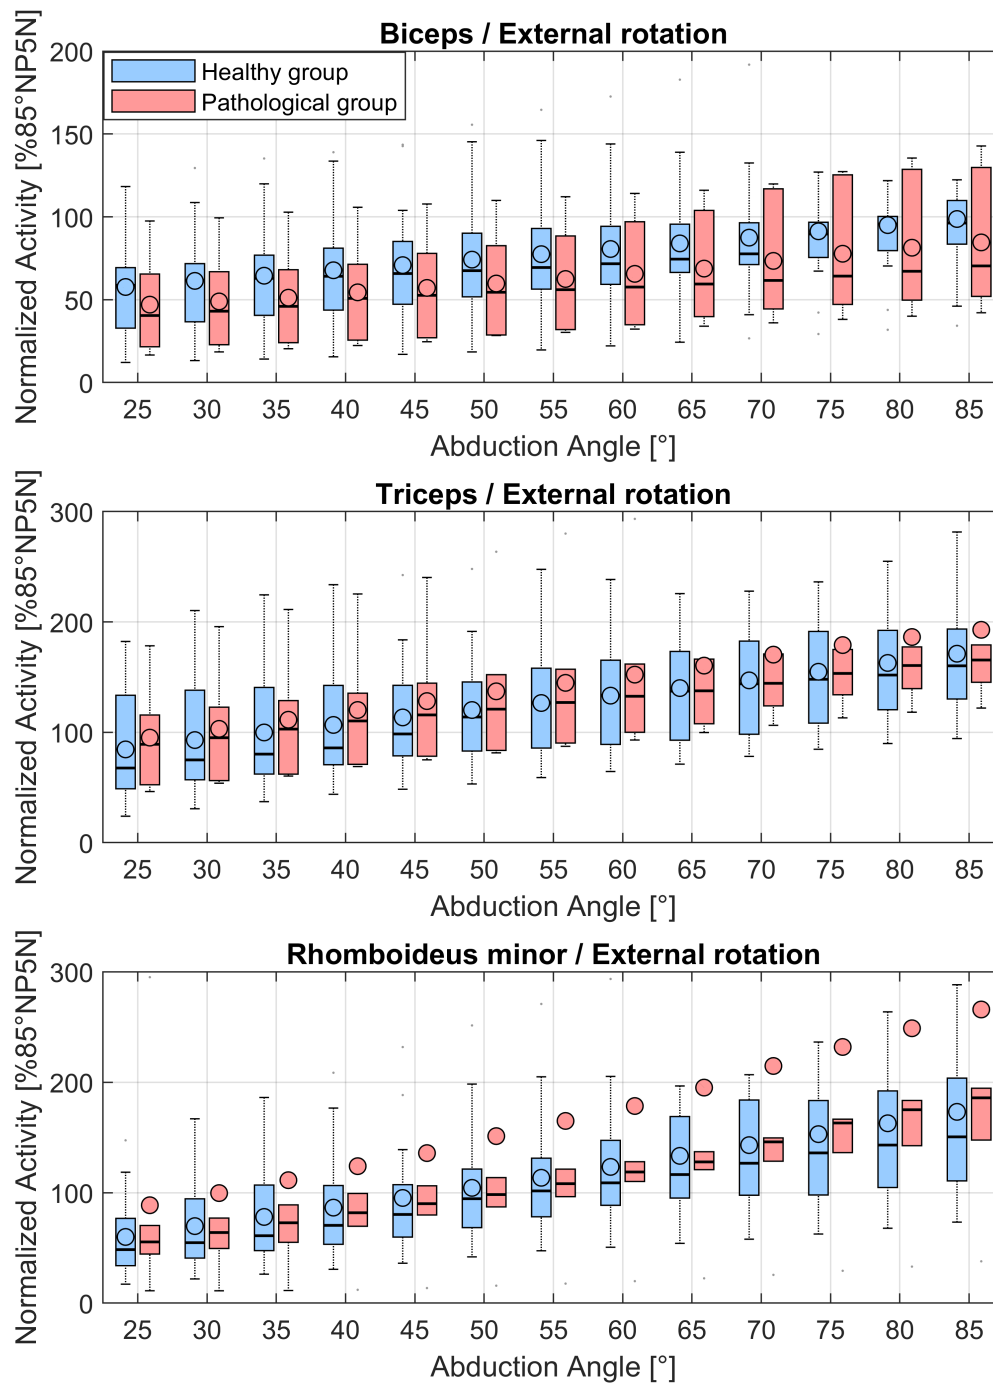 Biceps / External rotation
Normalized Activity [%85°NP5N]
200
150
100
50
0
Healthy group
Pathological group
25 30 35 40 45 50 55 60 65 70 75 80 85
Abduction Angle [°]
Triceps / External rotation
Normalized Activity [%85°NP5N]
300
200
100
0
25 30 35 40 45 50 55 60 65 70 75 80 85
Abduction Angle [°]
Rhomboideus minor / External rotation
Normalized Activity [%85°NP5N]
300
200
100
0
25 30 35 40 45 50 55 60 65 70 75 80 85
Abduction Angle [°]